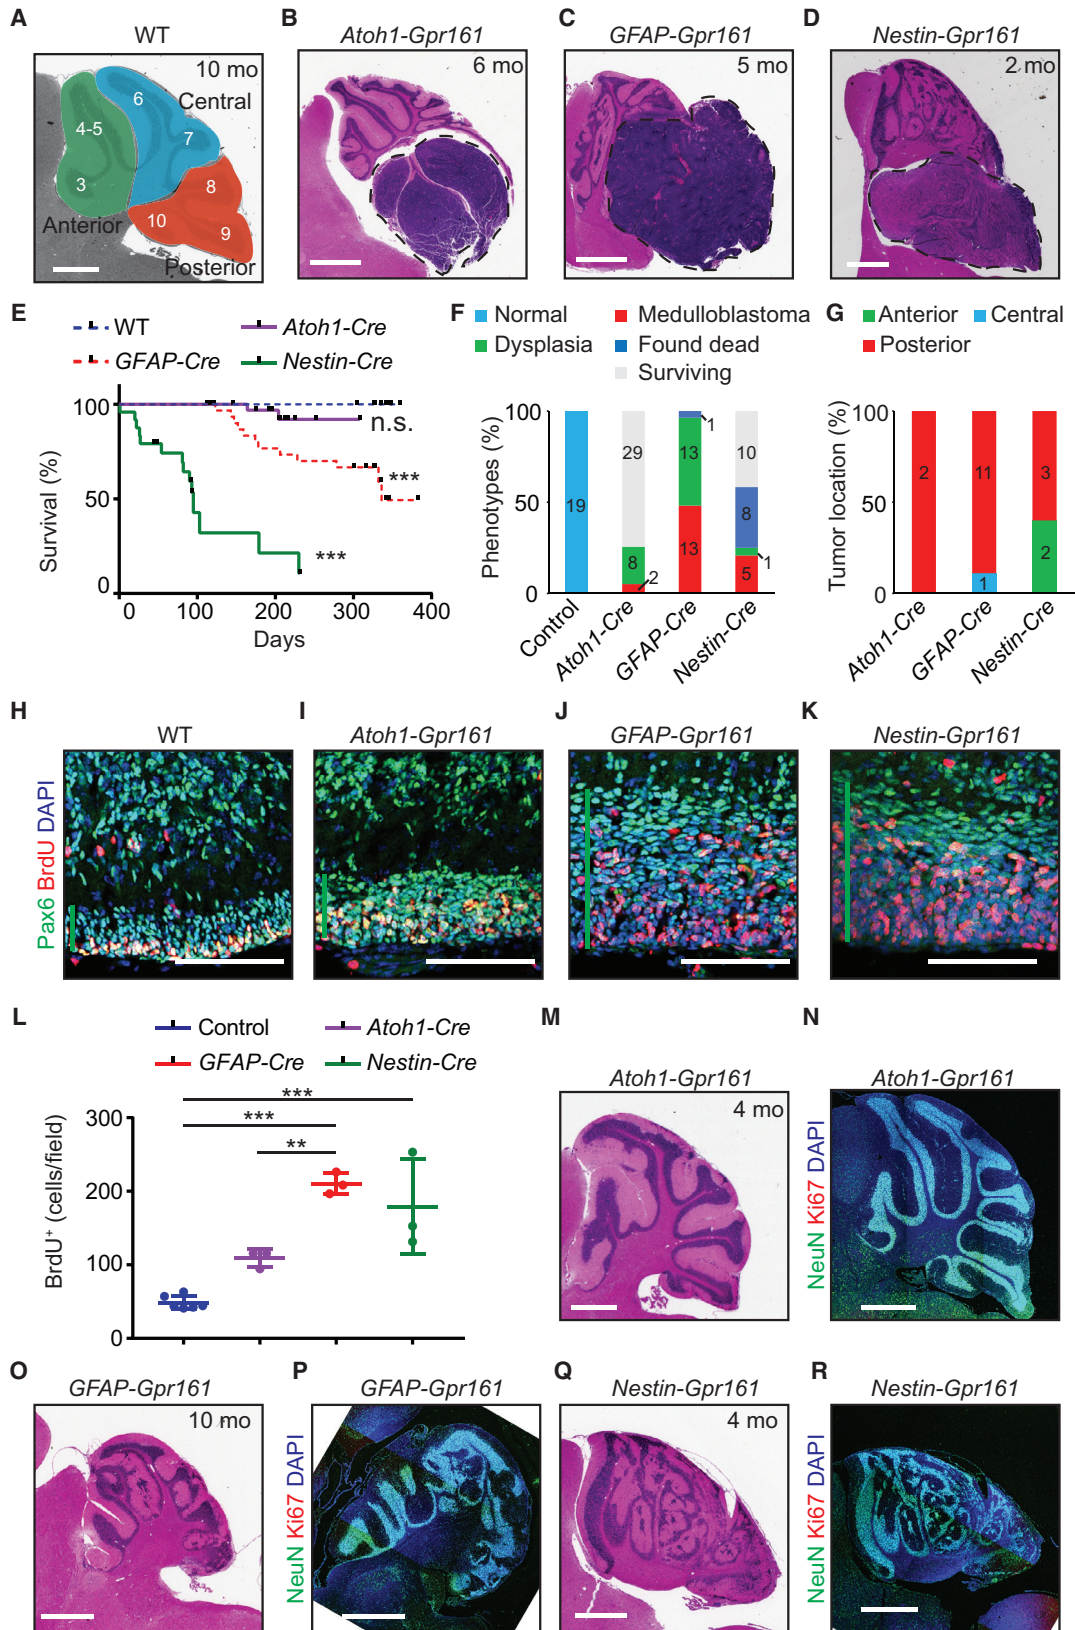 A
WT
10 mo
6
Central
4-5
7
3
8
Anterior
10
9
Posterior
B
Atoh1-Gpr161
6 mo
C
GFAP-Gpr161
5 mo
D
Nestin-Gpr161
2 mo
E
WT
Atoh1-Cre
GFAP-Cre
Nestin-Cre
Survival (%)
100
50
0
n.s.
***
***
0
100
200
300
400
Days
F
Normal
Medulloblastoma
Dysplasia
Found dead
Surviving
Phenotypes (%)
100
50
0
19
29
8
2
1
13
13
10
8
1
5
Control
Atoh1-Cre
GFAP-Cre
Nestin-Cre
G
Anterior
Central
Posterior
Tumor location (%)
100
50
0
2
11
1
3
2
Atoh1-Cre
GFAP-Cre
Nestin-Cre
H
WT
Pax6 BrdU DAPI
I
Atoh1-Gpr161
J
GFAP-Gpr161
K
Nestin-Gpr161
L
Control
Atoh1-Cre
GFAP-Cre
Nestin-Cre
BrdU+ (cells/field)
300
200
100
0
***
***
**
M
Atoh1-Gpr161
4 mo
N
Atoh1-Gpr161
NeuN Ki67 DAPI
O
GFAP-Gpr161
10 mo
P
GFAP-Gpr161
NeuN Ki67 DAPI
Q
Nestin-Gpr161
4 mo
R
Nestin-Gpr161
NeuN Ki67 DAPI